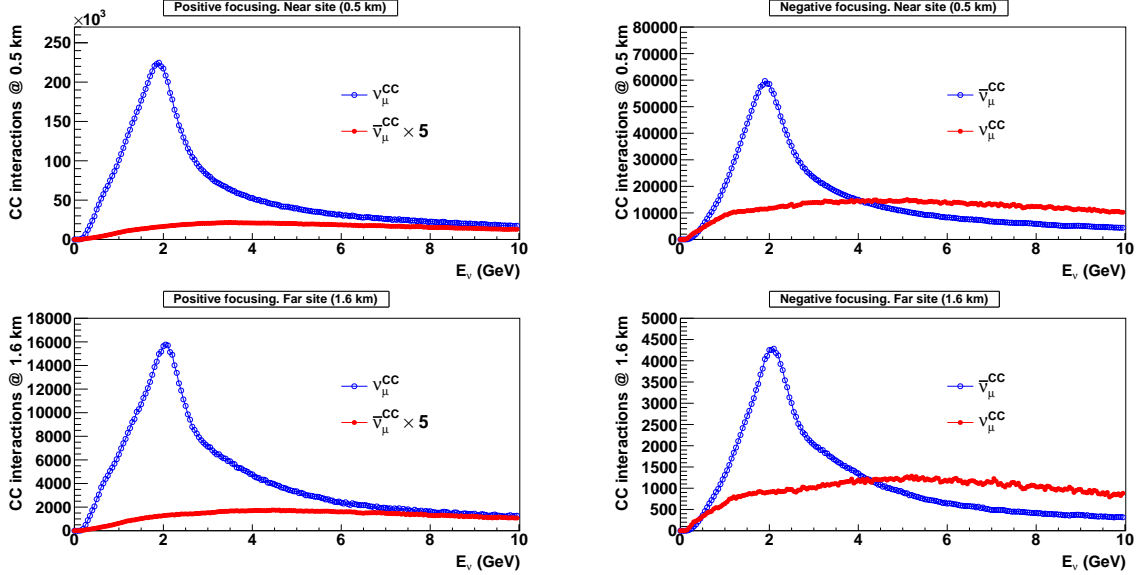 Positive focusing. Near site (0.5 km)
×10³
CC interactions @ 0.5 km
250
200
150
100
50
0
ν_μ^CC
ν̅_μ^CC × 5
0 2 4 6 8 10
E_ν (GeV)
Negative focusing. Near site (0.5 km)
CC interactions @ 0.5 km
80000
70000
60000
50000
40000
30000
20000
10000
0
ν̅_μ^CC
ν_μ^CC
0 2 4 6 8 10
E_ν (GeV)
Positive focusing. Far site (1.6 km)
CC interactions @ 1.6 km
18000
16000
14000
12000
10000
8000
6000
4000
2000
0
ν_μ^CC
ν̅_μ^CC × 5
0 2 4 6 8 10
E_ν (GeV)
Negative focusing. Far site (1.6 km)
CC interactions @ 1.6 km
5000
4500
4000
3500
3000
2500
2000
1500
1000
500
0
ν̅_μ^CC
ν_μ^CC
0 2 4 6 8 10
E_ν (GeV)